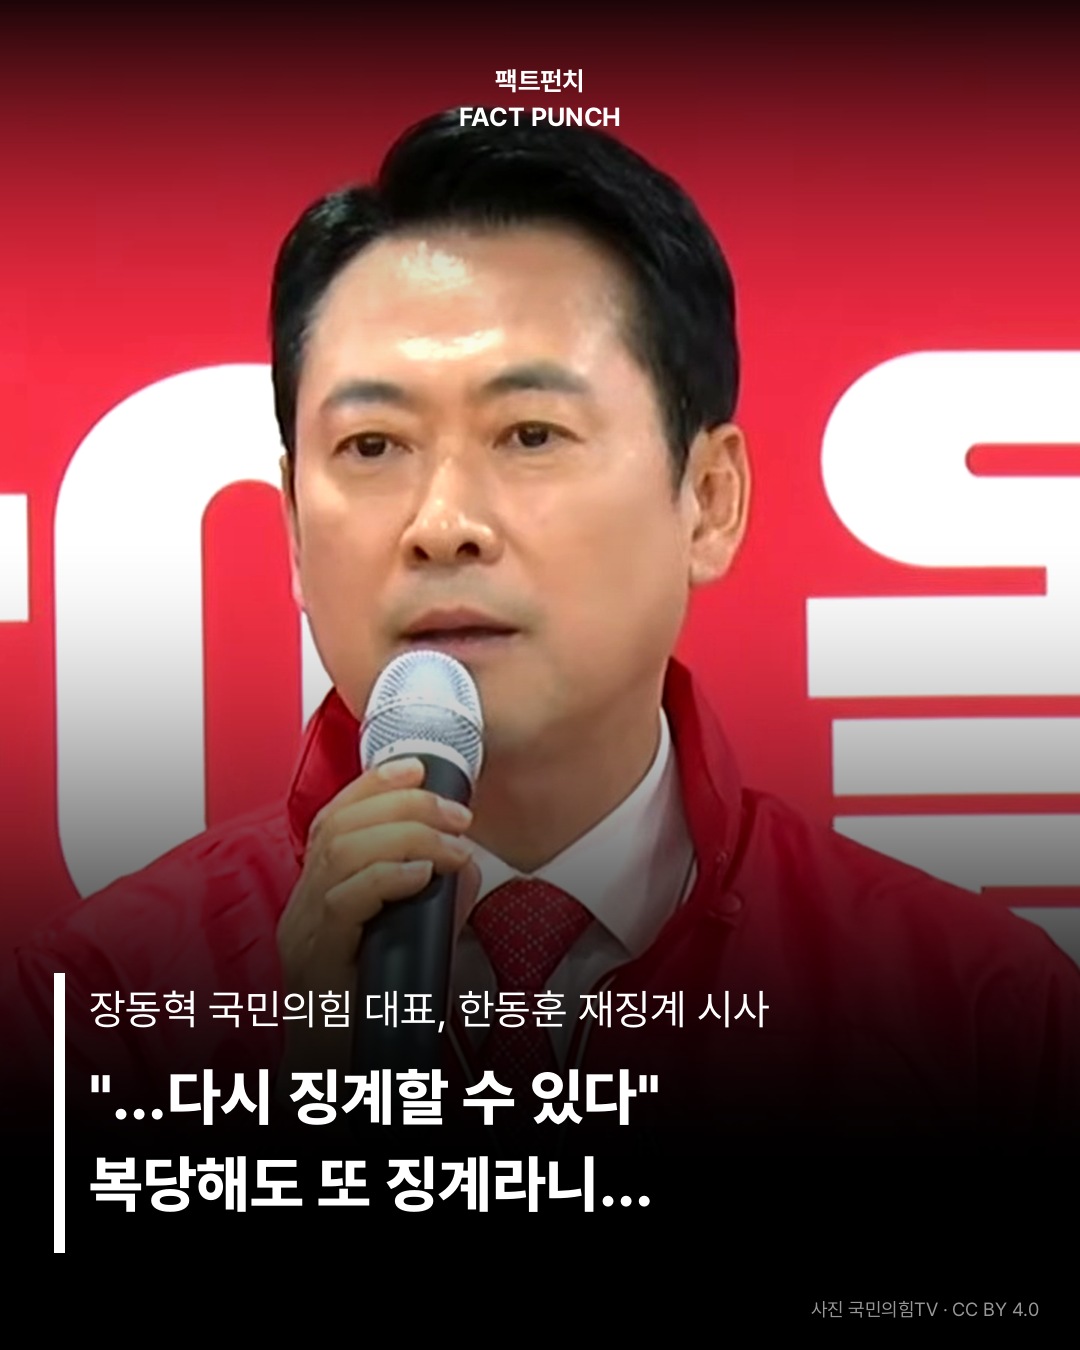 팩트펀치
FACT PUNCH
장동혁 국민의힘 대표, 한동훈 재징계 시사
"...다시 징계할 수 있다"
복당해도 또 징계라니...
사진 국민의힘TV · CC BY 4.0